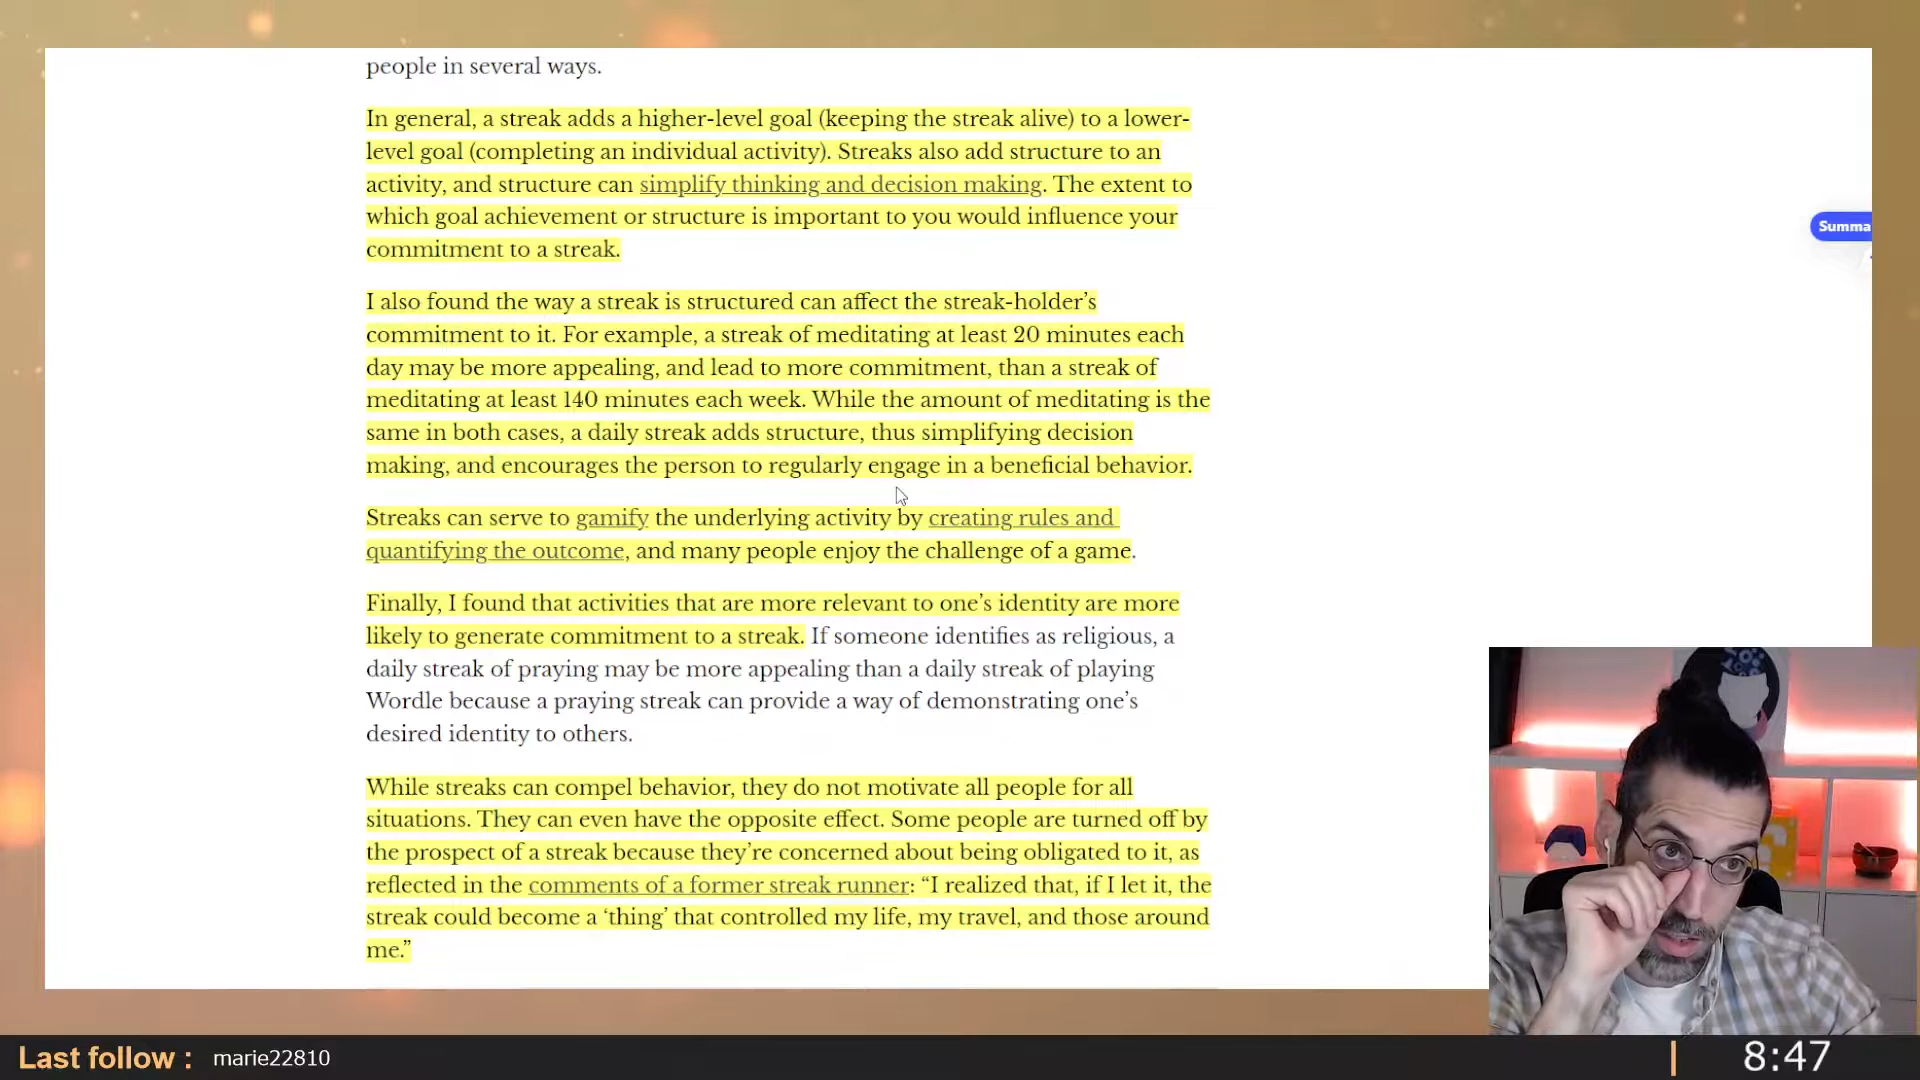 people in several ways.
In general, a streak adds a higher-level goal (keeping the streak alive) to a lower-
level goal (completing an individual activity). Streaks also add structure to an
activity, and structure can simplify thinking and decision making. The extent to
which goal achievement or structure is important to you would influence your
commitment to a streak.
I also found the way a streak is structured can affect the streak-holder’s
commitment to it. For example, a streak of meditating at least 20 minutes each
day may be more appealing, and lead to more commitment, than a streak of
meditating at least 140 minutes each week. While the amount of meditating is the
same in both cases, a daily streak adds structure, thus simplifying decision
making, and encourages the person to regularly engage in a beneficial behavior.
Streaks can serve to gamify the underlying activity by creating rules and
quantifying the outcome, and many people enjoy the challenge of a game.
Finally, I found that activities that are more relevant to one’s identity are more
likely to generate commitment to a streak. If someone identifies as religious, a
daily streak of praying may be more appealing than a daily streak of playing
Wordle because a praying streak can provide a way of demonstrating one’s
desired identity to others.
While streaks can compel behavior, they do not motivate all people for all
situations. They can even have the opposite effect. Some people are turned off by
the prospect of a streak because they’re concerned about being obligated to it, as
reflected in the comments of a former streak runner: “I realized that, if I let it, the
streak could become a ‘thing’ that controlled my life, my travel, and those around
me.”
Summa
Last follow :
marie22810
8:47